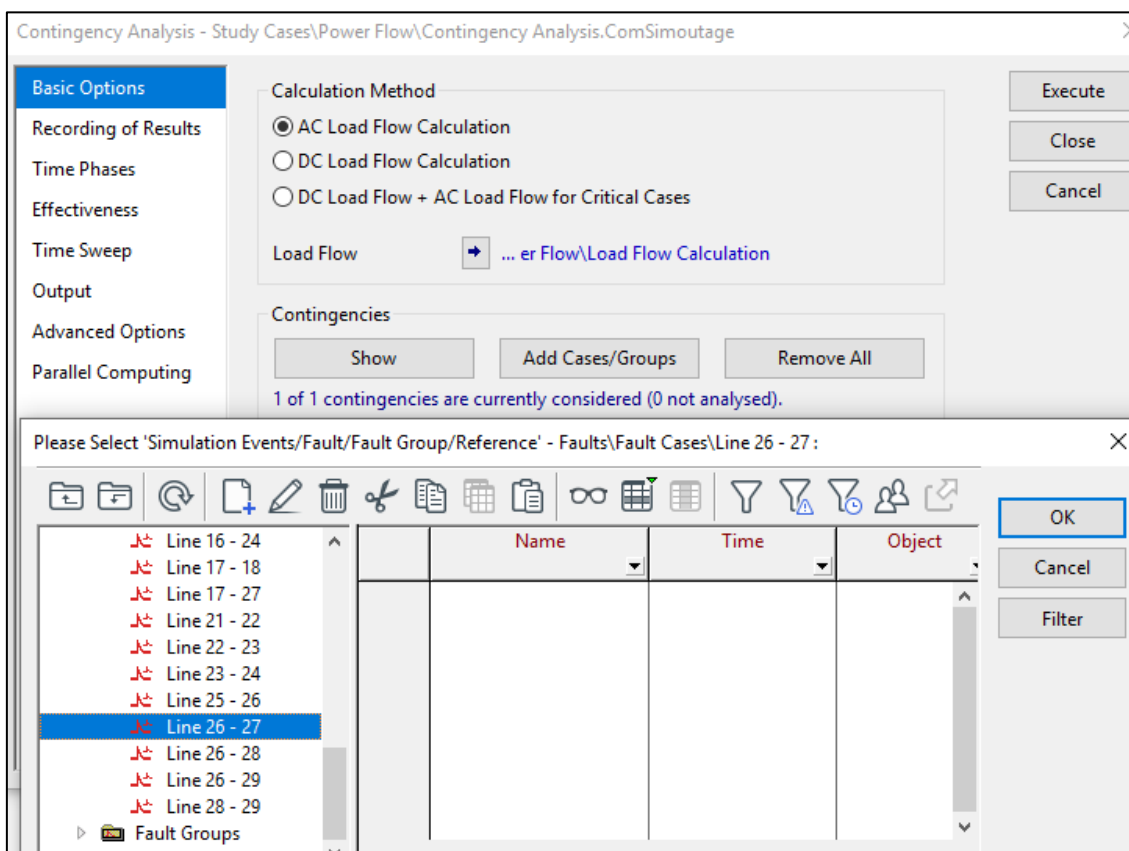 Contingency Analysis - Study Cases\Power Flow\Contingency Analysis.ComSimoutage
Basic Options
Recording of Results
Time Phases
Effectiveness
Time Sweep
Output
Advanced Options
Parallel Computing
Calculation Method
AC Load Flow Calculation
DC Load Flow Calculation
DC Load Flow + AC Load Flow for Critical Cases
Load Flow ... er Flow\Load Flow Calculation
Contingencies
Show Add Cases/Groups Remove All
1 of 1 contingencies are currently considered (0 not analysed).
Execute
Close
Cancel
Please Select 'Simulation Events/Fault/Fault Group/Reference' - Faults\Fault Cases\Line 26 - 27 :
Line 16 - 24
Line 17 - 18
Line 17 - 27
Line 21 - 22
Line 22 - 23
Line 23 - 24
Line 25 - 26
Line 26 - 27
Line 26 - 28
Line 26 - 29
Line 28 - 29
Fault Groups
Name Time Object
OK
Cancel
Filter